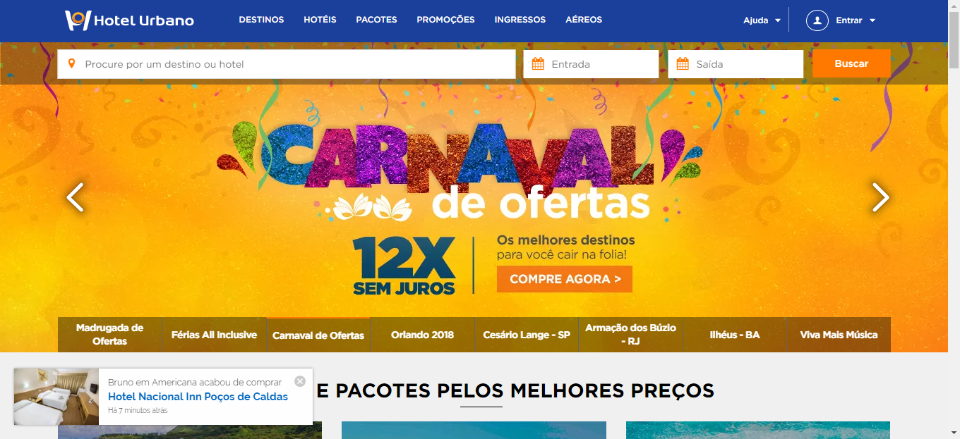 Hotel Urbano
DESTINOS HOTÉIS PACOTES PROMOÇÕES INGRESSOS AÉREOS
Ajuda Entrar
Procure por um destino ou hotel
Entrada
Saída
Buscar
CARNAVAL
de ofertas
12X
SEM JUROS
Os melhores destinos
para você cair na folia!
COMPRE AGORA >
Madrugada de
Ofertas
Férias All Inclusive
Carnaval de Ofertas
Orlando 2018
Cesário Lange - SP
Armação dos Búzio
- RJ
Ilhéus - BA
Viva Mais Música
E PACOTES PELOS MELHORES PREÇOS
Bruno em Americana acabou de comprar
Hotel Nacional Inn Poços de Caldas
Há 7 minutos atrás